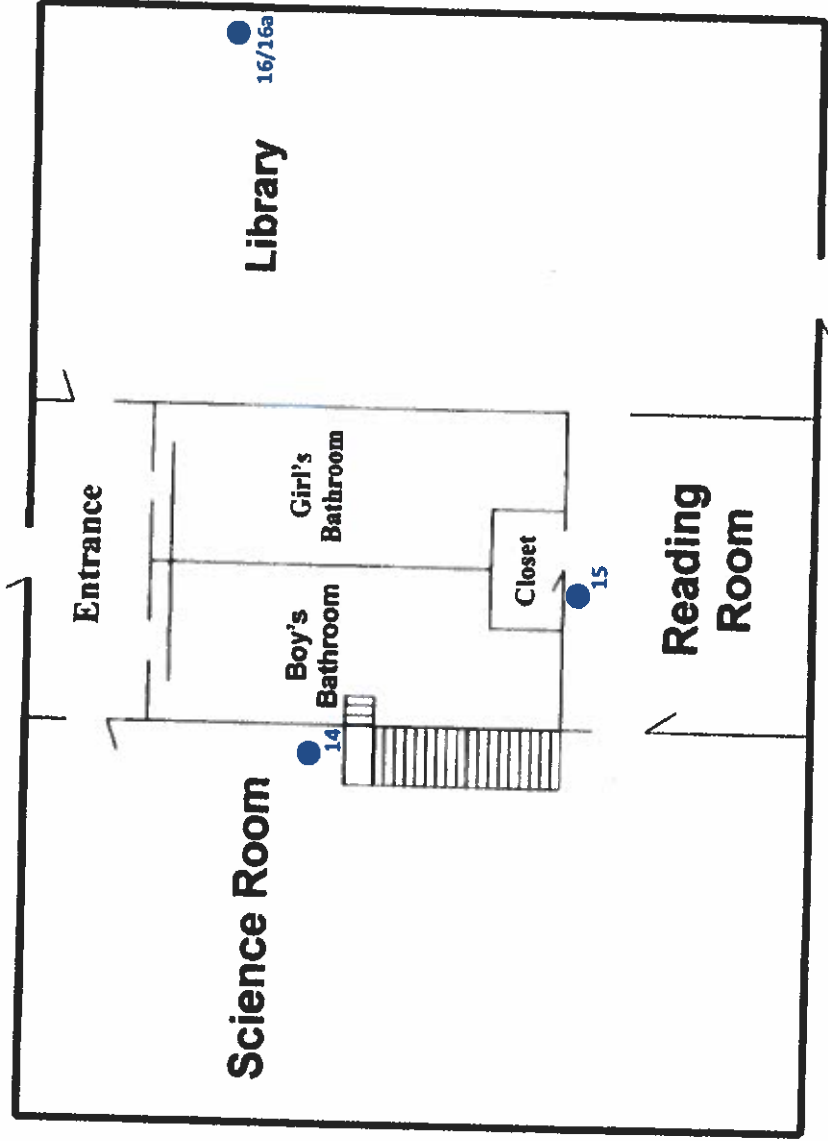 16/16a
Library
Entrance
Girl's
Bathroom
Closet
15
Boy's
Bathroom
14
Reading
Room
Science Room